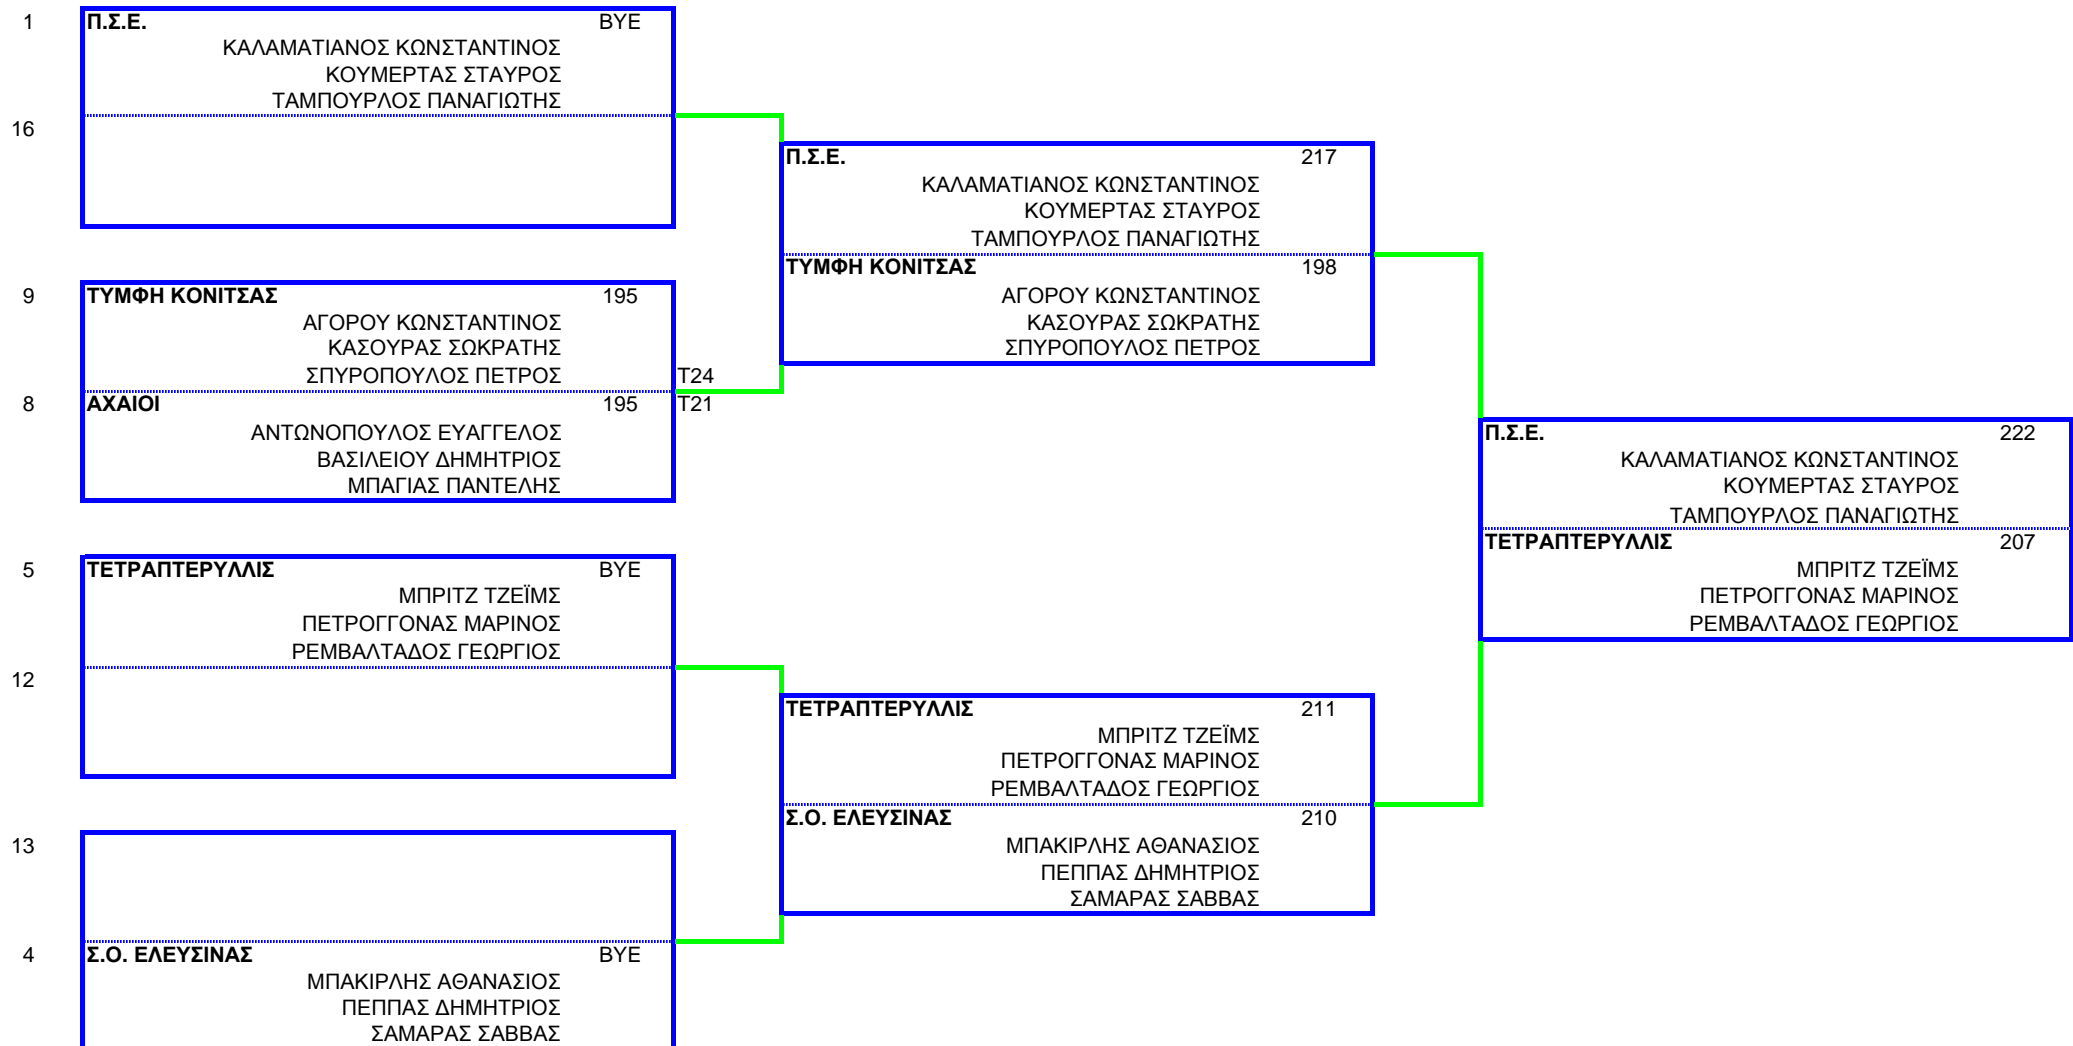 1 Π.Σ.Ε. BYE
ΚΑΛΑΜΑΤΙΑΝΟΣ ΚΩΝΣΤΑΝΤΙΝΟΣ
ΚΟΥΜΕΡΤΑΣ ΣΤΑΥΡΟΣ
ΤΑΜΠΟΥΡΛΟΣ ΠΑΝΑΓΙΩΤΗΣ
16
9 ΤΥΜΦΗ ΚΟΝΙΤΣΑΣ 195
ΑΓΟΡΟΥ ΚΩΝΣΤΑΝΤΙΝΟΣ
ΚΑΣΟΥΡΑΣ ΣΩΚΡΑΤΗΣ
ΣΠΥΡΟΠΟΥΛΟΣ ΠΕΤΡΟΣ T24
8 ΑΧΑΙΟΙ 195 T21
ΑΝΤΩΝΟΠΟΥΛΟΣ ΕΥΑΓΓΕΛΟΣ
ΒΑΣΙΛΕΙΟΥ ΔΗΜΗΤΡΙΟΣ
ΜΠΑΓΙΑΣ ΠΑΝΤΕΛΗΣ
5 ΤΕΤΡΑΠΤΕΡΥΛΛΙΣ BYE
ΜΠΡΙΤΖ ΤΖΕΪΜΣ
ΠΕΤΡΟΓΓΟΝΑΣ ΜΑΡΙΝΟΣ
ΡΕΜΒΑΛΤΑΔΟΣ ΓΕΩΡΓΙΟΣ
12
13
4 Σ.Ο. ΕΛΕΥΣΙΝΑΣ BYE
ΜΠΑΚΙΡΛΗΣ ΑΘΑΝΑΣΙΟΣ
ΠΕΠΠΑΣ ΔΗΜΗΤΡΙΟΣ
ΣΑΜΑΡΑΣ ΣΑΒΒΑΣ
Π.Σ.Ε. 217
ΚΑΛΑΜΑΤΙΑΝΟΣ ΚΩΝΣΤΑΝΤΙΝΟΣ
ΚΟΥΜΕΡΤΑΣ ΣΤΑΥΡΟΣ
ΤΑΜΠΟΥΡΛΟΣ ΠΑΝΑΓΙΩΤΗΣ
ΤΥΜΦΗ ΚΟΝΙΤΣΑΣ 198
ΑΓΟΡΟΥ ΚΩΝΣΤΑΝΤΙΝΟΣ
ΚΑΣΟΥΡΑΣ ΣΩΚΡΑΤΗΣ
ΣΠΥΡΟΠΟΥΛΟΣ ΠΕΤΡΟΣ
ΤΕΤΡΑΠΤΕΡΥΛΛΙΣ 211
ΜΠΡΙΤΖ ΤΖΕΪΜΣ
ΠΕΤΡΟΓΓΟΝΑΣ ΜΑΡΙΝΟΣ
ΡΕΜΒΑΛΤΑΔΟΣ ΓΕΩΡΓΙΟΣ
Σ.Ο. ΕΛΕΥΣΙΝΑΣ 210
ΜΠΑΚΙΡΛΗΣ ΑΘΑΝΑΣΙΟΣ
ΠΕΠΠΑΣ ΔΗΜΗΤΡΙΟΣ
ΣΑΜΑΡΑΣ ΣΑΒΒΑΣ
Π.Σ.Ε. 222
ΚΑΛΑΜΑΤΙΑΝΟΣ ΚΩΝΣΤΑΝΤΙΝΟΣ
ΚΟΥΜΕΡΤΑΣ ΣΤΑΥΡΟΣ
ΤΑΜΠΟΥΡΛΟΣ ΠΑΝΑΓΙΩΤΗΣ
ΤΕΤΡΑΠΤΕΡΥΛΛΙΣ 207
ΜΠΡΙΤΖ ΤΖΕΪΜΣ
ΠΕΤΡΟΓΓΟΝΑΣ ΜΑΡΙΝΟΣ
ΡΕΜΒΑΛΤΑΔΟΣ ΓΕΩΡΓΙΟΣ